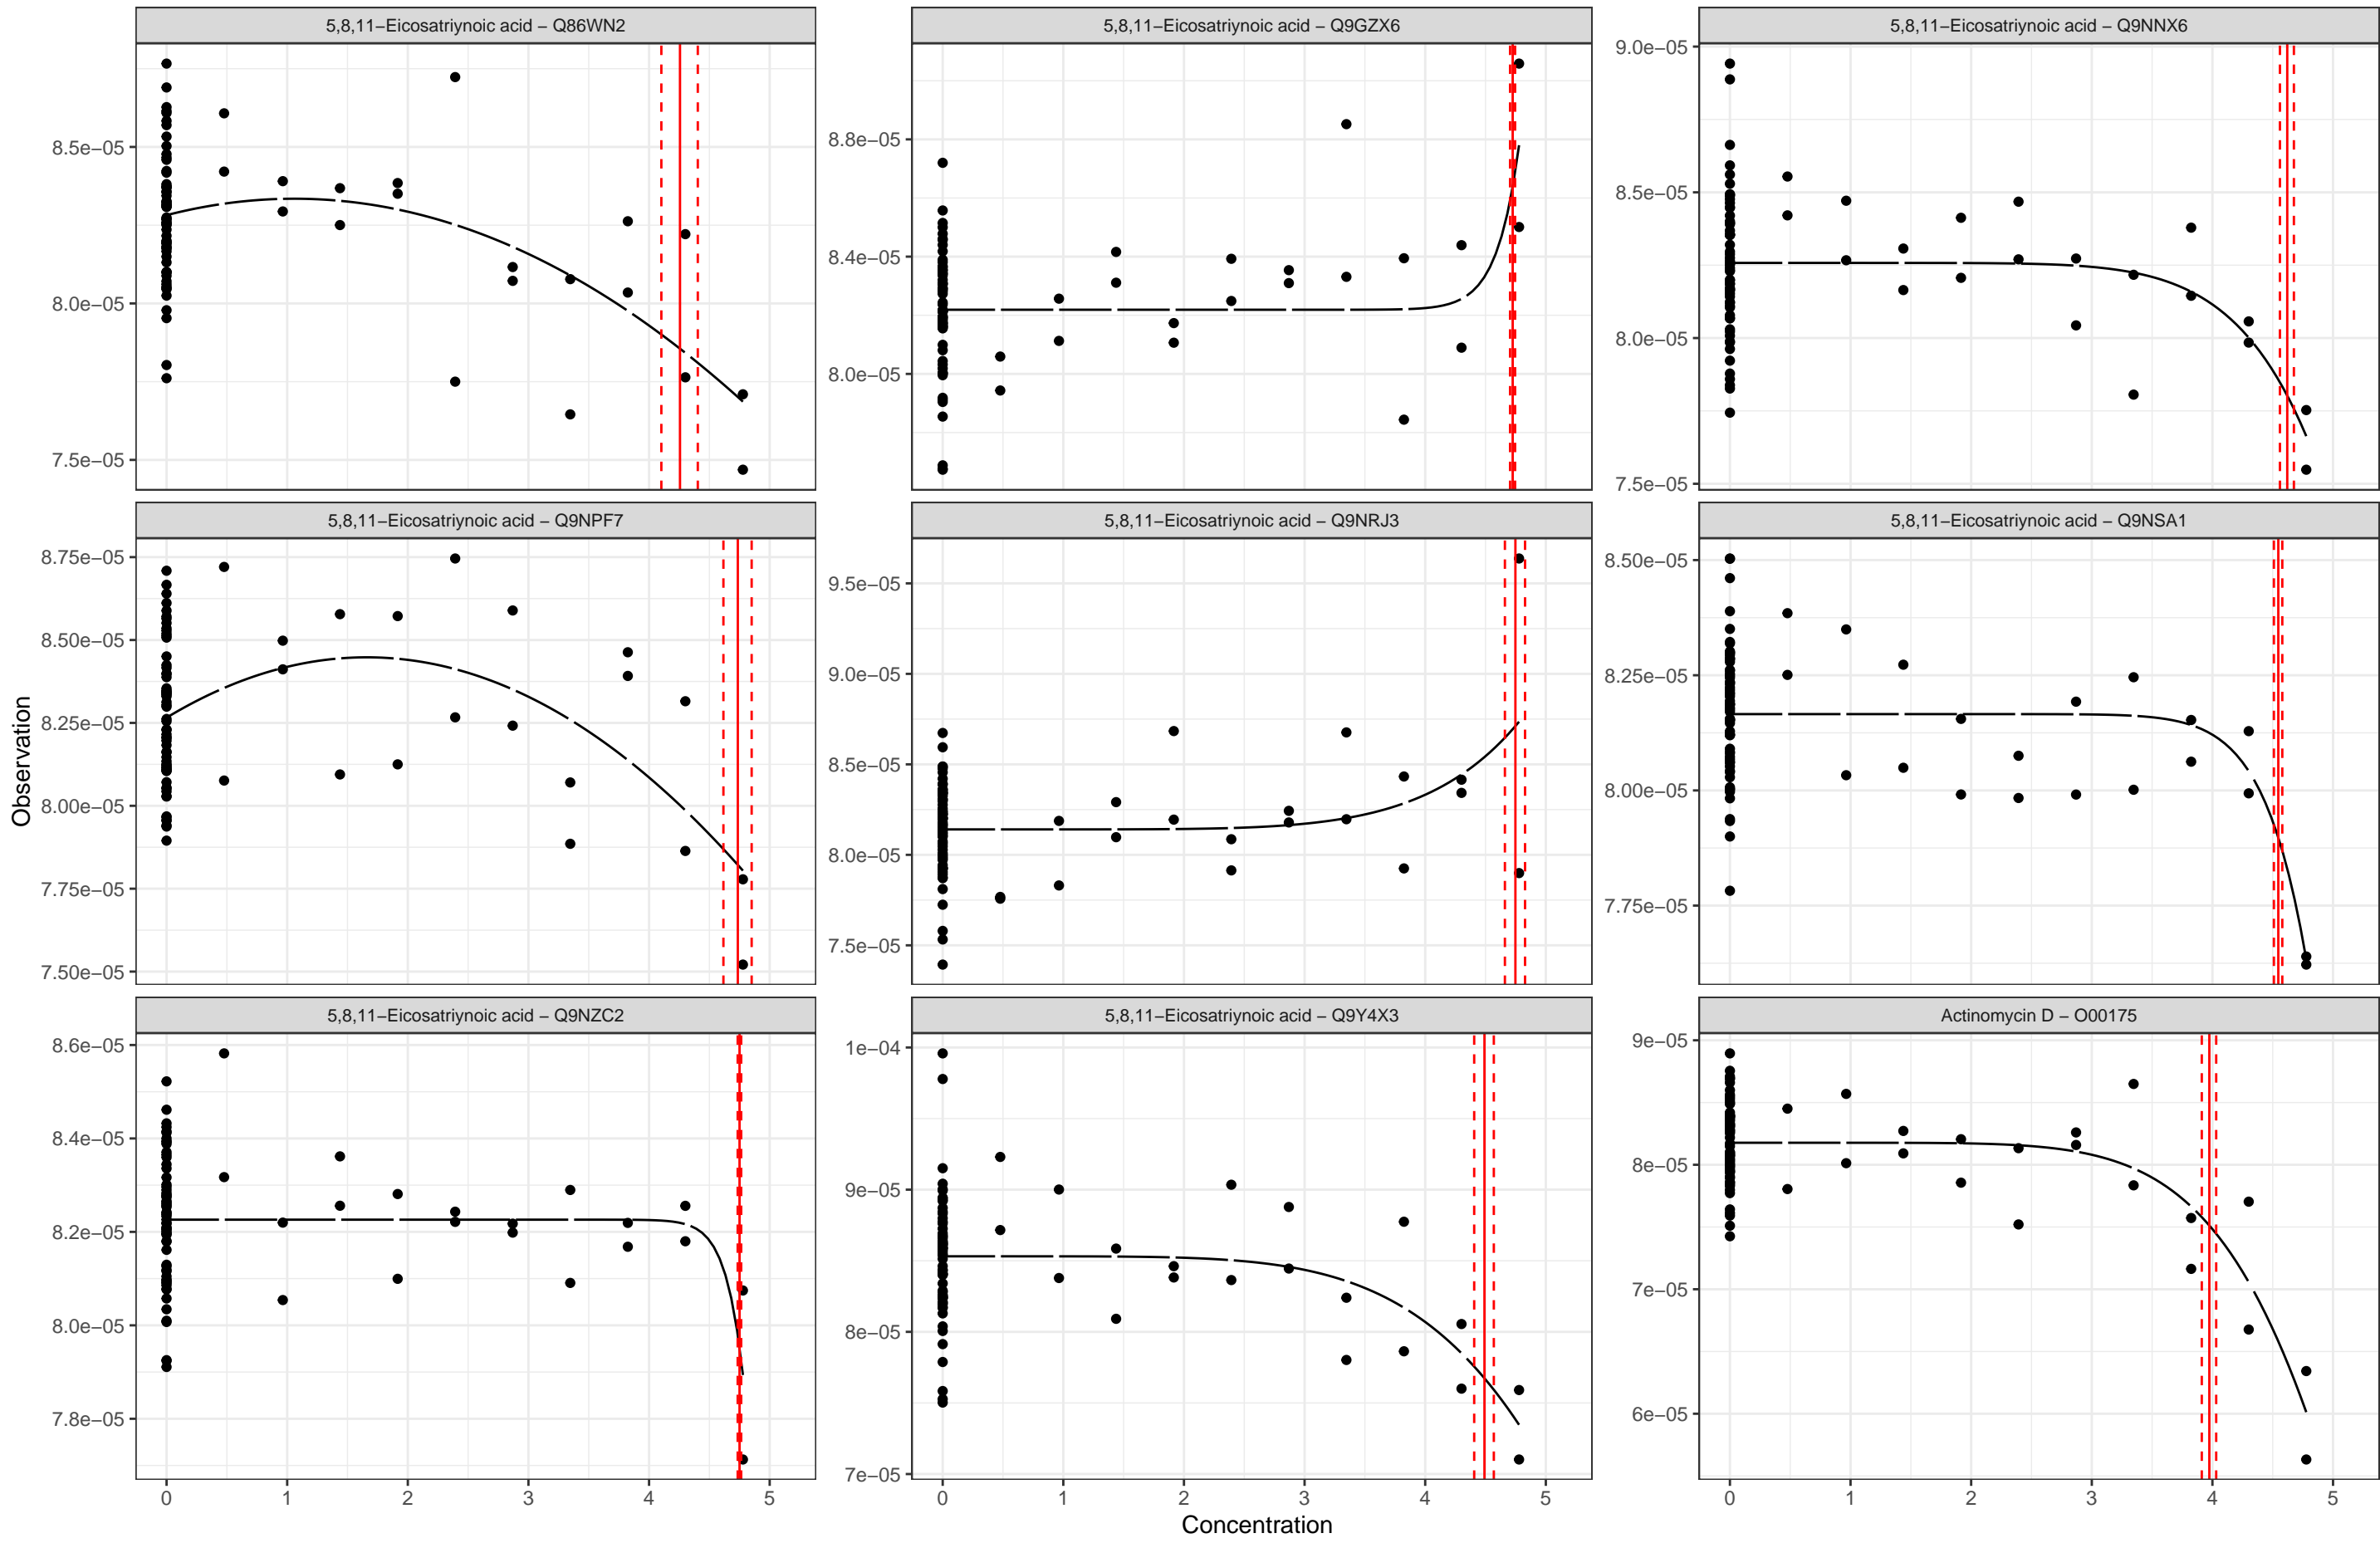 5,8,11−Eicosatriynoic acid − Q86WN2
5,8,11−Eicosatriynoic acid − Q9GZX6
5,8,11−Eicosatriynoic acid − Q9NNX6
8.5e−05
8.0e−05
7.5e−05
8.8e−05
8.4e−05
8.0e−05
9.0e−05
8.5e−05
8.0e−05
7.5e−05
5,8,11−Eicosatriynoic acid − Q9NPF7
5,8,11−Eicosatriynoic acid − Q9NRJ3
5,8,11−Eicosatriynoic acid − Q9NSA1
8.75e−05
8.50e−05
8.25e−05
8.00e−05
7.75e−05
7.50e−05
9.5e−05
9.0e−05
8.5e−05
8.0e−05
7.5e−05
8.50e−05
8.25e−05
8.00e−05
7.75e−05
Observation
5,8,11−Eicosatriynoic acid − Q9NZC2
5,8,11−Eicosatriynoic acid − Q9Y4X3
Actinomycin D − O00175
8.6e−05
8.4e−05
8.2e−05
8.0e−05
7.8e−05
1e−04
9e−05
8e−05
7e−05
9e−05
8e−05
7e−05
6e−05
0 1 2 3 4 5
0 1 2 3 4 5
0 1 2 3 4 5
Concentration